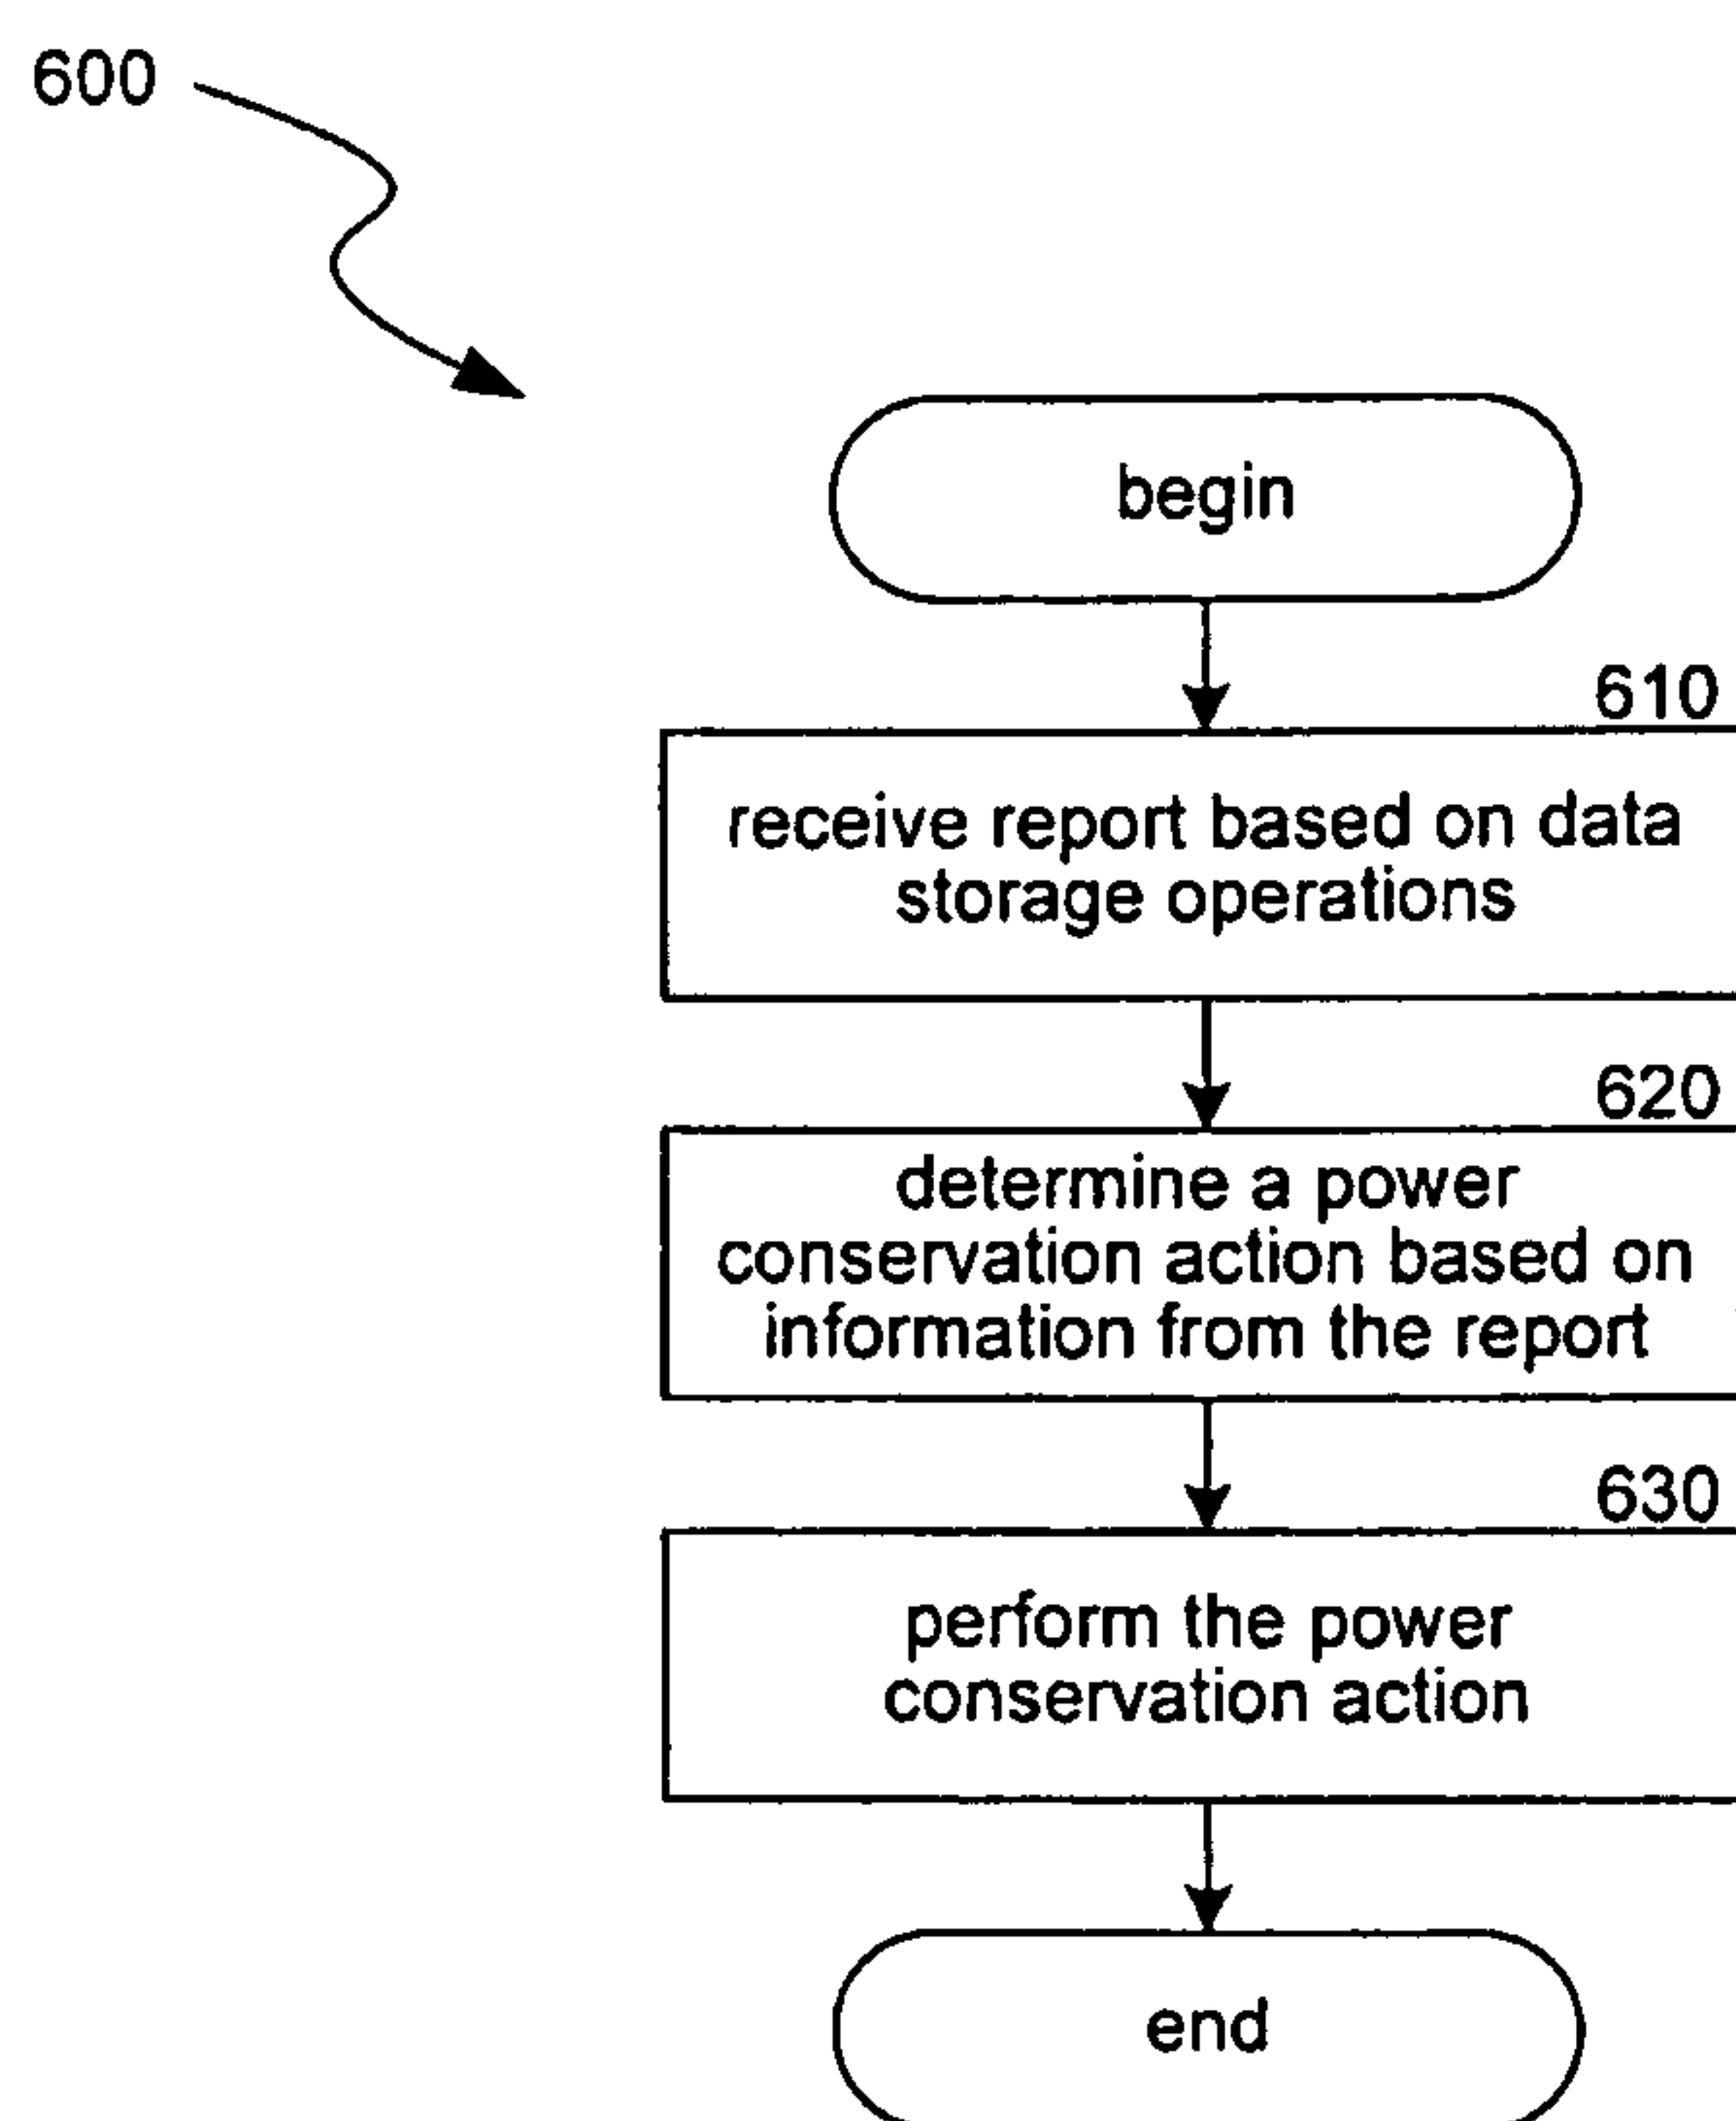 600
begin
610
receive report based on data
storage operations
620
determine a power
conservation action based on
information from the report
630
perform the power
conservation action
end